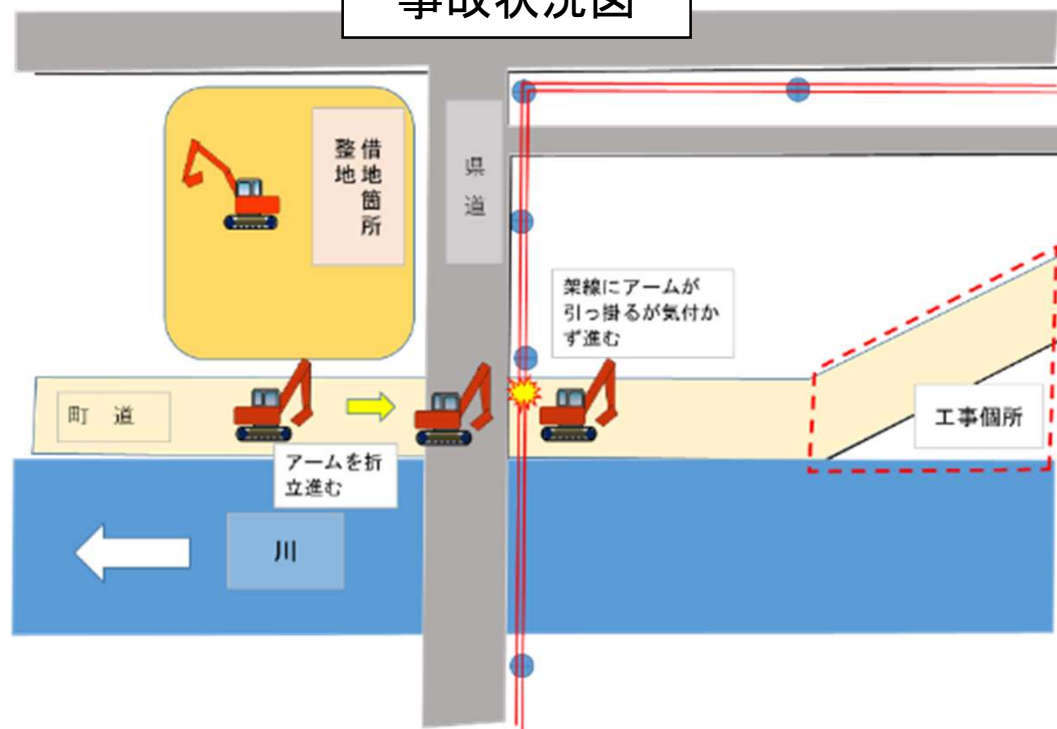 事故状況図
借地箇所
整地
県道
架線にアームが
引っ掛るが気付か
ず進む
町道
工事個所
アームを折
立進む
川